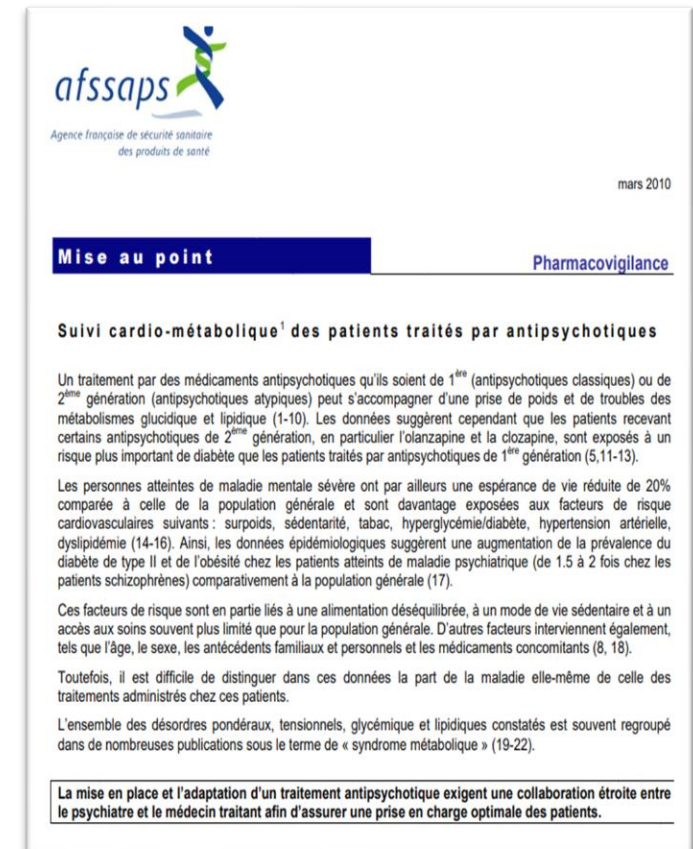 afssaps
Agence française de sécurité sanitaire
des produits de santé
mars 2010
Mise au point
Pharmacovigilance
Suivi cardio-métabolique¹ des patients traités par antipsychotiques
Un traitement par des médicaments antipsychotiques qu'ils soient de 1ère (antipsychotiques classiques) ou de
2ème génération (antipsychotiques atypiques) peut s'accompagner d'une prise de poids et de troubles des
métabolismes glucidique et lipidique (1-10). Les données suggèrent cependant que les patients recevant
certains antipsychotiques de 2ème génération, en particulier l'olanzapine et la clozapine, sont exposés à un
risque plus important de diabète que les patients traités par antipsychotiques de 1ère génération (5,11-13).
Les personnes atteintes de maladie mentale sévère ont par ailleurs une espérance de vie réduite de 20%
comparée à celle de la population générale et sont davantage exposées aux facteurs de risque
cardiovasculaires suivants : surpoids, sédentarité, tabac, hyperglycémie/diabète, hypertension artérielle,
dyslipidémie (14-16). Ainsi, les données épidémiologiques suggèrent une augmentation de la prévalence du
diabète de type II et de l'obésité chez les patients atteints de maladie psychiatrique (de 1.5 à 2 fois chez les
patients schizophrènes) comparativement à la population générale (17).
Ces facteurs de risque sont en partie liés à une alimentation déséquilibrée, à un mode de vie sédentaire et à un
accès aux soins souvent plus limité que pour la population générale. D'autres facteurs interviennent également,
tels que l'âge, le sexe, les antécédents familiaux et personnels et les médicaments concomitants (8, 18).
Toutefois, il est difficile de distinguer dans ces données la part de la maladie elle-même de celle des
traitements administrés chez ces patients.
L'ensemble des désordres pondéraux, tensionnels, glycémique et lipidiques constatés est souvent regroupé
dans de nombreuses publications sous le terme de « syndrome métabolique » (19-22).
La mise en place et l'adaptation d'un traitement antipsychotique exigent une collaboration étroite entre
le psychiatre et le médecin traitant afin d'assurer une prise en charge optimale des patients.